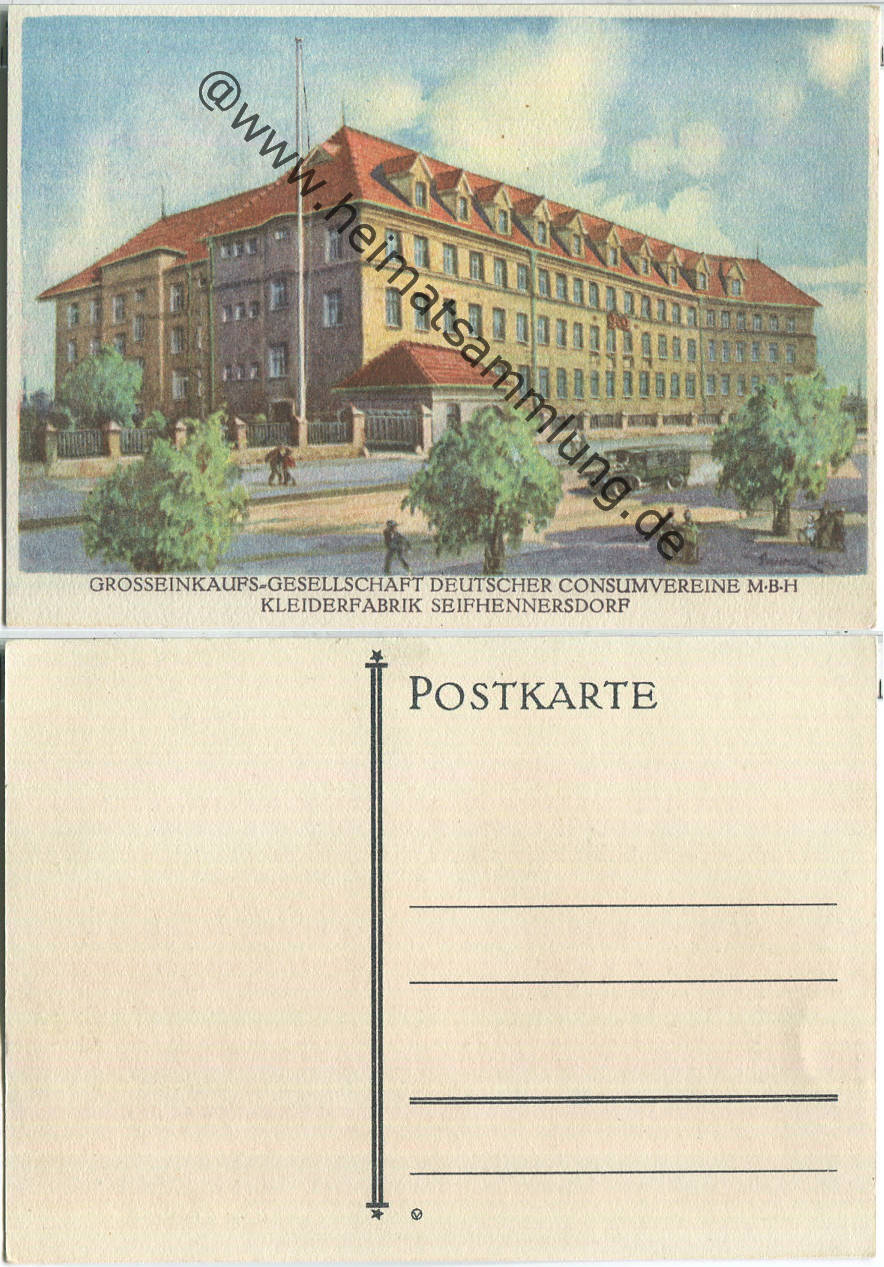 @www.heimatsammlung.de
GROSSEINKAUFS-GESELLSCHAFT DEUTSCHER CONSUMVEREINE M·B·H
KLEIDERFABRIK SEIFHENNERSDORF
POSTKARTE